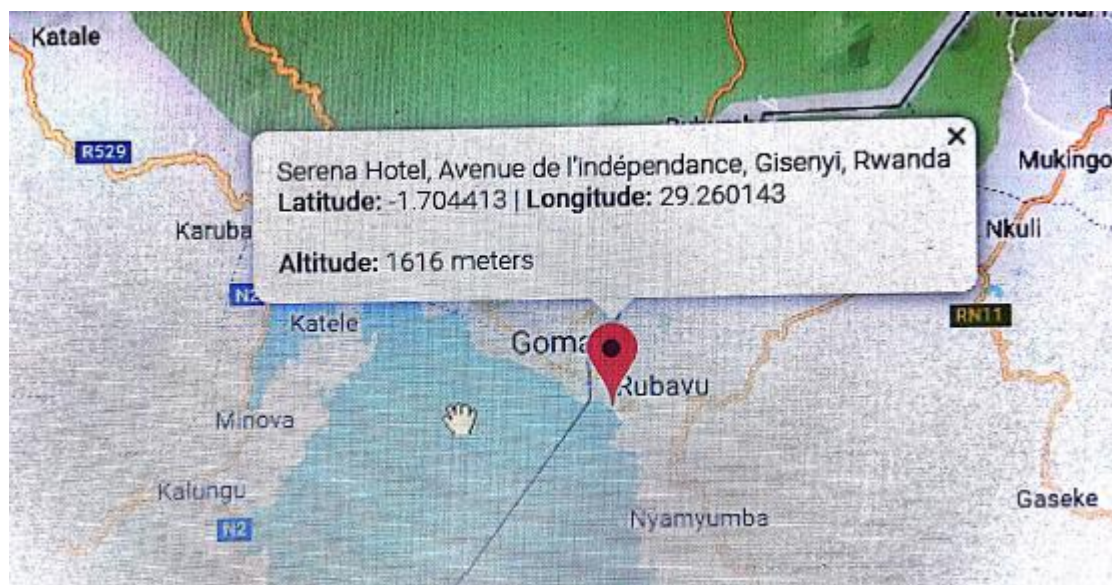 Katale
R529
Serena Hotel, Avenue de l'indépendance, Gisenyi, Rwanda
Latitude: -1.704413 | Longitude: 29.260143
Altitude: 1616 meters
Mukingo
Karuba
Nkuli
N2
Katele
RN11
Goma
Rubavu
Minova
Kalungu
N2
Nyamyumba
Gaseke